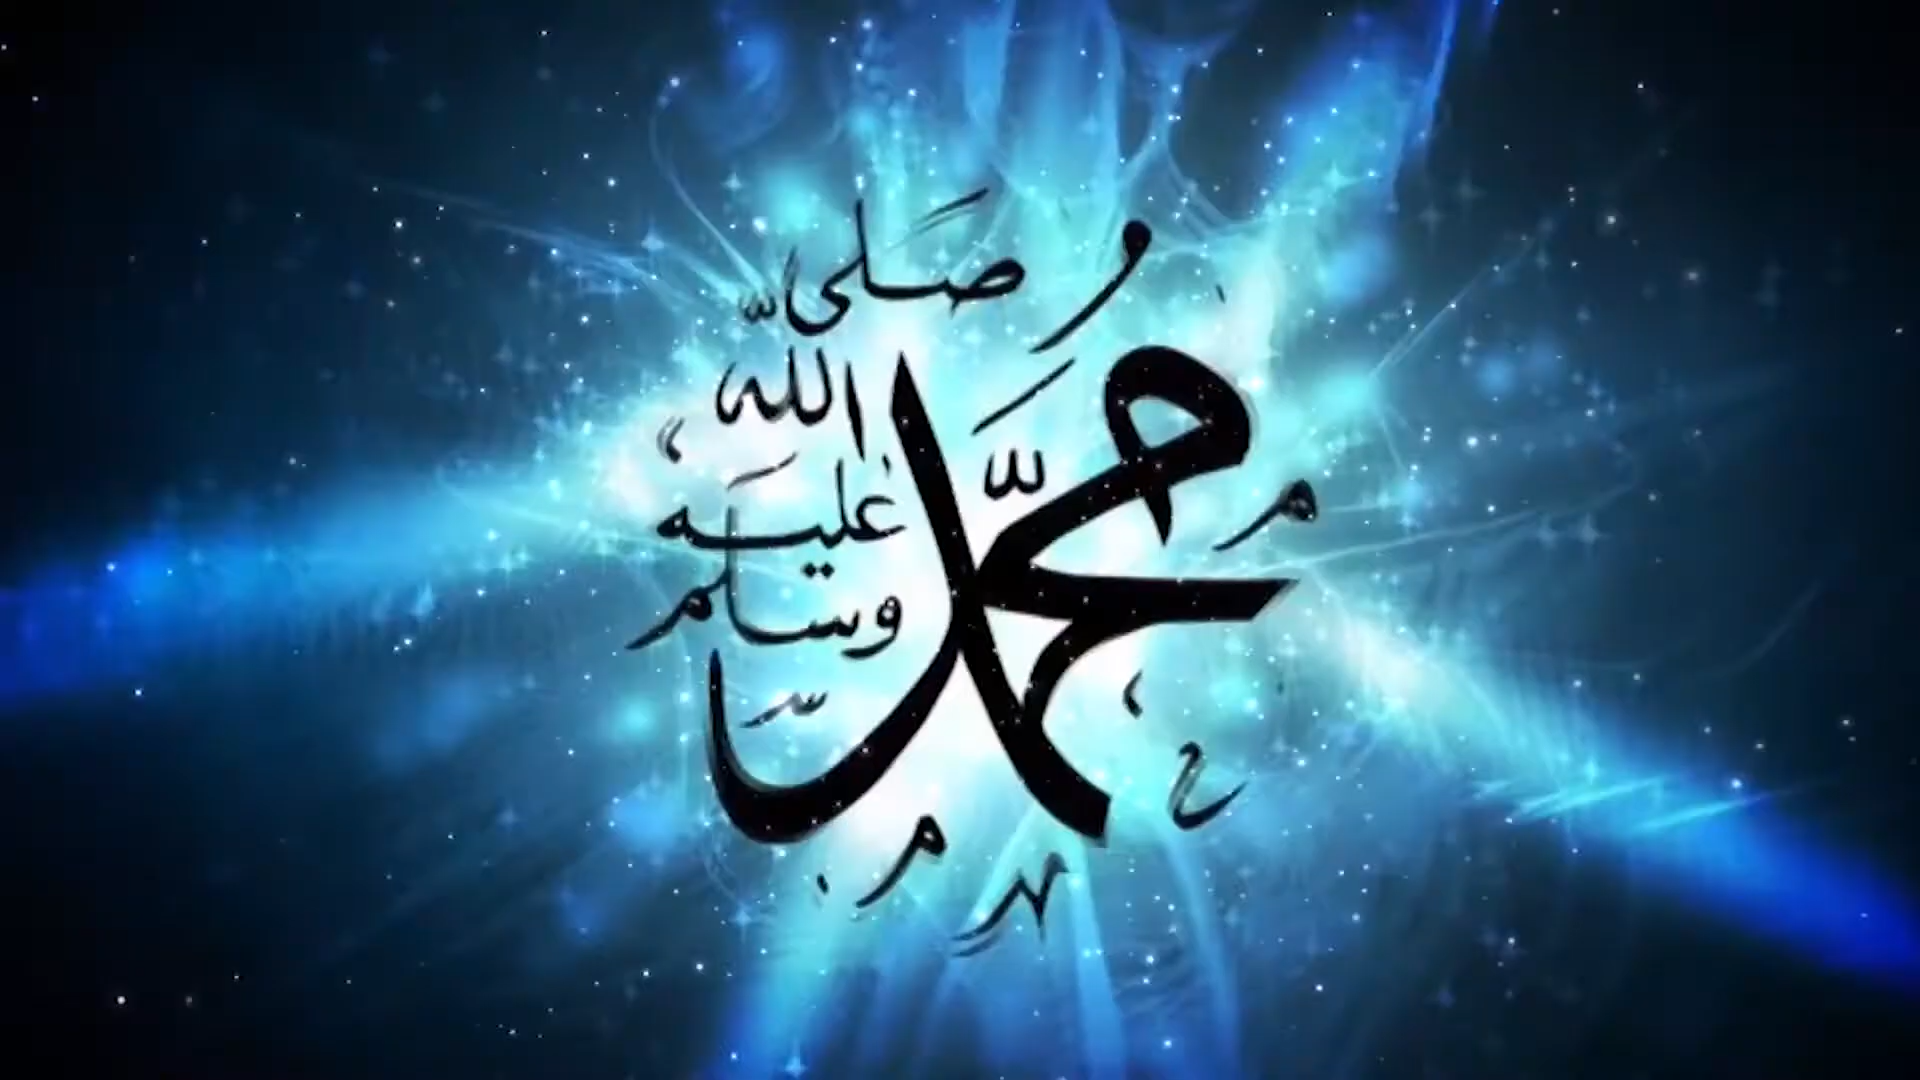 محمد
صلى
الله
عليه
وسلم